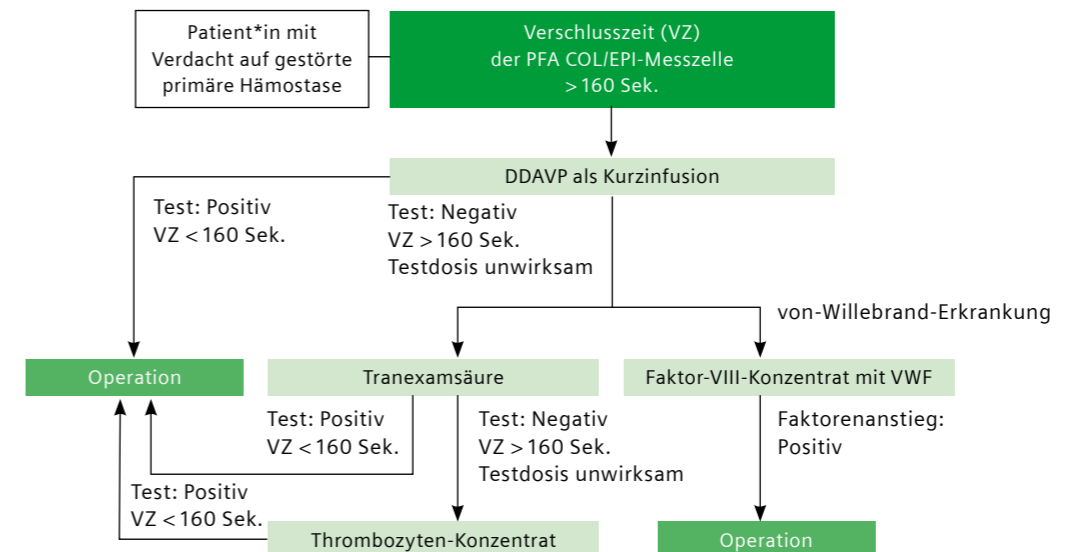 Patient*in mit
Verdacht auf gestörte
primäre Hämostase
Verschlusszeit (VZ)
der PFA COL/EPI-Messzelle
>160 Sek.
DDAVP als Kurzinfusion
Test: Positiv
VZ <160 Sek.
Test: Negativ
VZ >160 Sek.
Testdosis unwirksam
von-Willebrand-Erkrankung
Operation
Tranexamsäure
Faktor-VIII-Konzentrat mit VWF
Test: Positiv
VZ <160 Sek.
Test: Negativ
VZ >160 Sek.
Testdosis unwirksam
Faktorenanstieg:
Positiv
Test: Positiv
VZ <160 Sek.
Thrombozyten-Konzentrat
Operation